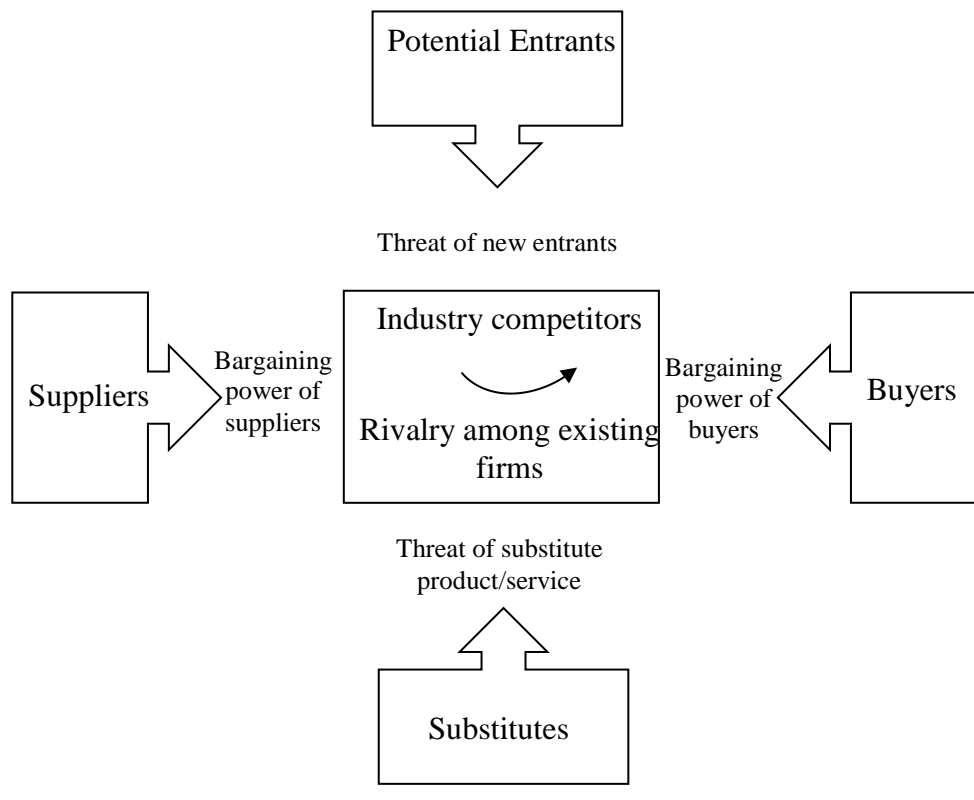 Potential Entrants
Threat of new entrants
Suppliers
Bargaining
power of
suppliers
Industry competitors
Rivalry among existing
firms
Bargaining
power of
buyers
Buyers
Threat of substitute
product/service
Substitutes